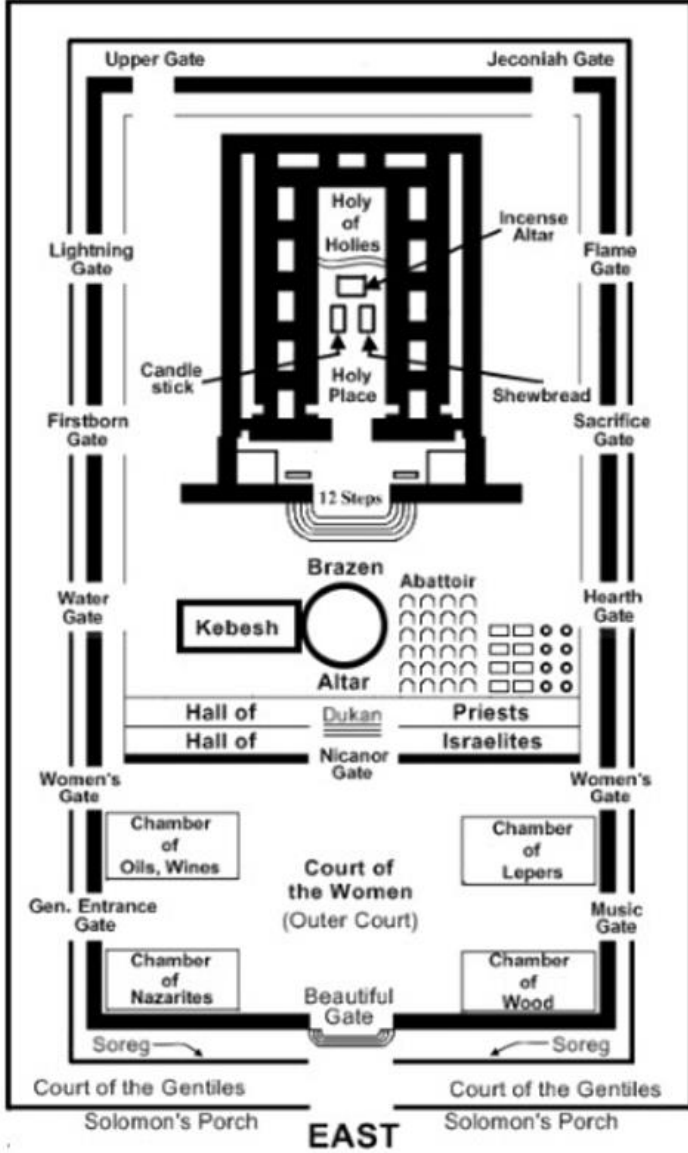 Upper Gate
Jeconiah Gate
Holy
of
Holies
Incense
Altar
Lightning
Gate
Flame
Gate
Candle
stick
Holy
Place
Shewbread
Firstborn
Gate
Sacrifice
Gate
12 Steps
Brazen
Abattoir
Water
Gate
Hearth
Gate
Kebesh
Altar
Hall of
Dukan
Priests
Hall of
Israelites
Nicanor
Gate
Women's
Gate
Women's
Gate
Chamber
of
Oils, Wines
Chamber
of
Lepers
Court of
the Women
(Outer Court)
Gen. Entrance
Gate
Music
Gate
Chamber
of
Nazarites
Chamber
of
Wood
Beautiful
Gate
Soreg
Soreg
Court of the Gentiles
Court of the Gentiles
Solomon's Porch
Solomon's Porch
EAST